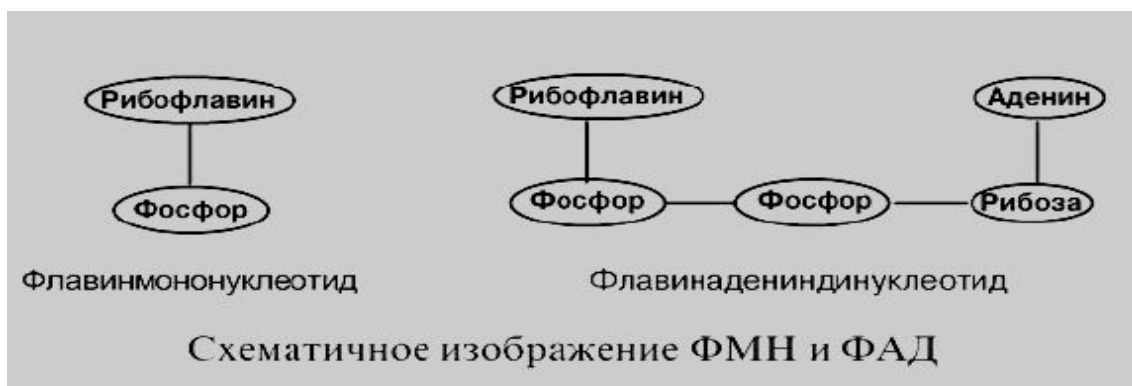 Рибофлавин Рибофлавин Аденин
Фосфор Фосфор Фосфор Рибоза
Флавинмононуклеотид Флавинадениндинуклеотид
Схематичное изображение ФМН и ФАД